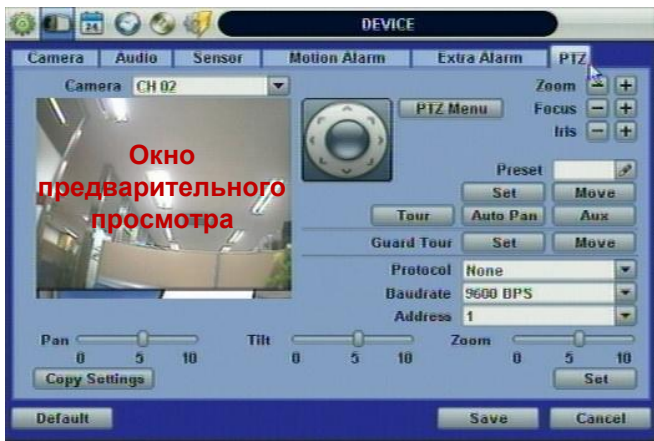 24
DEVICE
Camera Audio Sensor Motion Alarm Extra Alarm PTZ
Camera CH 02
Zoom - +
PTZ Menu
Focus - +
Iris - +
Окно
предварительного
просмотра
Preset
Set Move
Tour Auto Pan Aux
Guard Tour Set Move
Protocol None
Baudrate 9600 BPS
Address 1
Pan Tilt Zoom
0 5 10 0 5 10 0 5 10
Copy Settings Set
Default Save Cancel